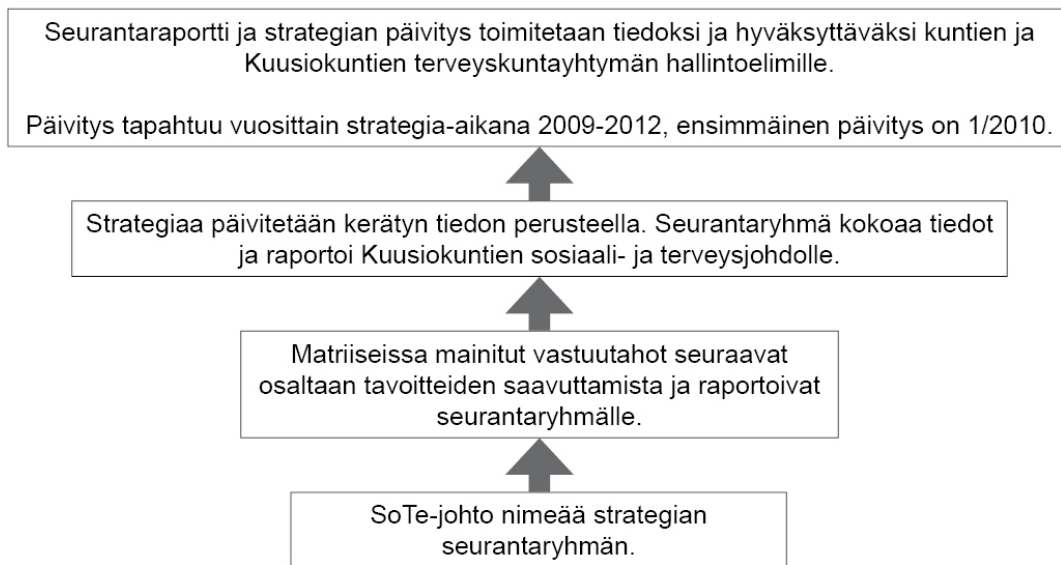 Seurantaraportti ja strategian päivitys toimitetaan tiedoksi ja hyväksyttäväksi kuntien ja
Kuusiokuntien terveyskuntayhtymän hallintoelimille.
Päivitys tapahtuu vuosittain strategia-aikana 2009-2012, ensimmäinen päivitys on 1/2010.
Strategiaa päivitetään kerätyn tiedon perusteella. Seurantaryhmä kokoaa tiedot
ja raportoi Kuusiokuntien sosiaali- ja terveysjohdolle.
Matriiseissa mainitut vastuutahot seuraavat
osaltaan tavoitteiden saavuttamista ja raportoivat
seurantaryhmälle.
SoTe-johto nimeää strategian
seurantaryhmän.